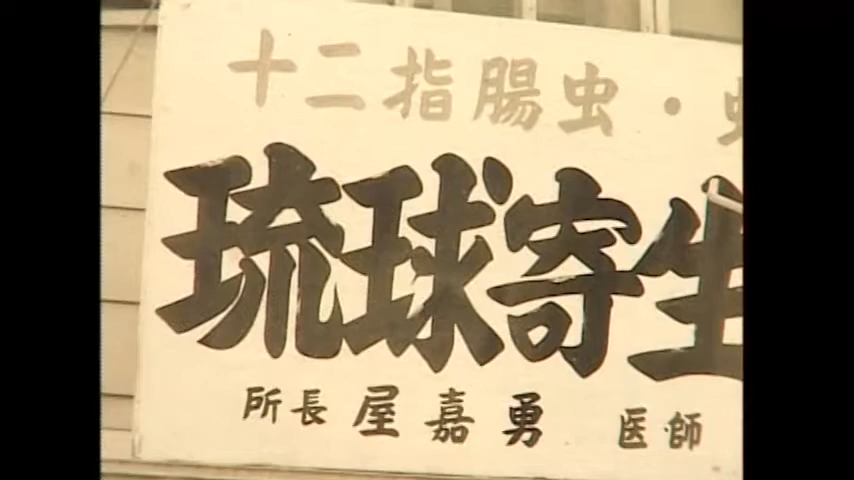 十二指腸虫・
琉球寄生
所長 屋嘉勇 医師